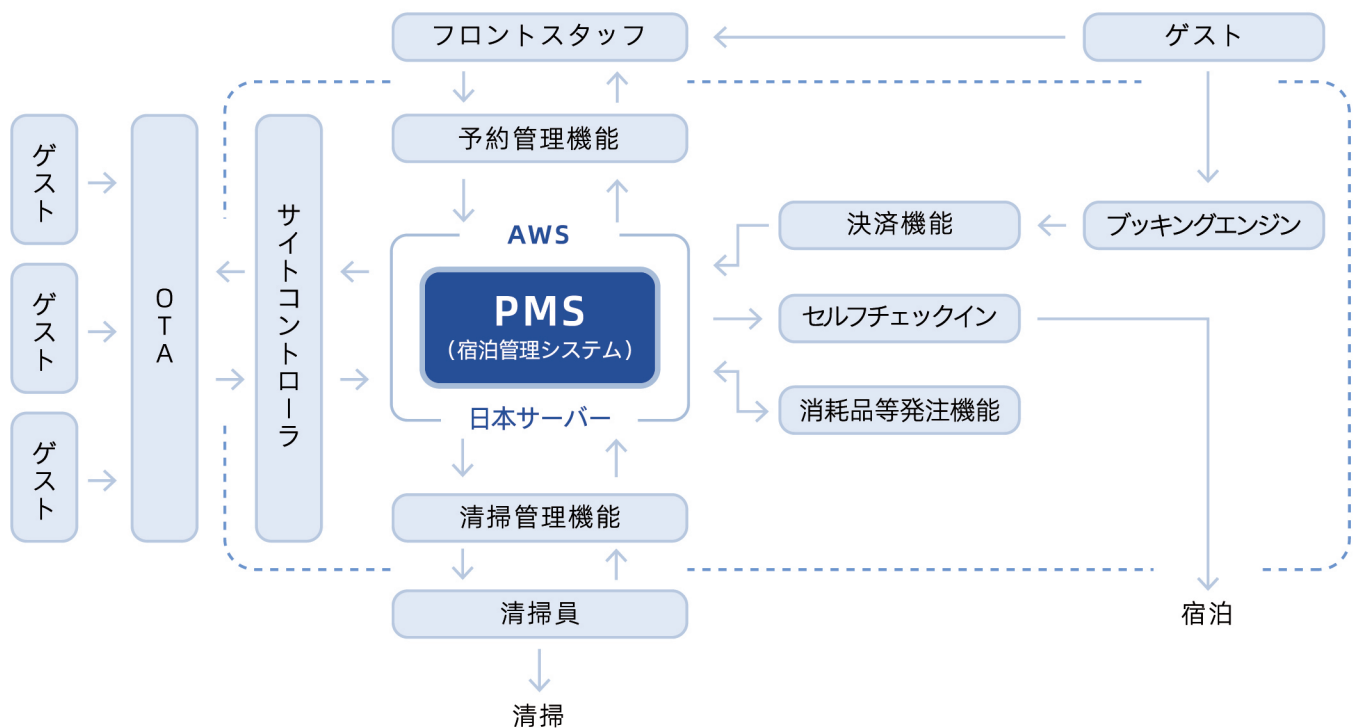 フロントスタッフ
ゲスト
予約管理機能
ゲスト
ゲスト
ゲスト
OTA
サイトコントローラ
AWS
PMS
(宿泊管理システム)
日本サーバー
決済機能
ブッキングエンジン
セルフチェックイン
消耗品等発注機能
清掃管理機能
清掃員
宿泊
清掃